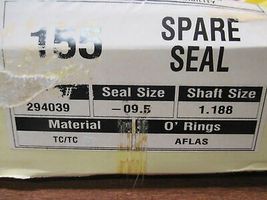 155 SPARE
SEAL
# Seal Size Shaft Size
294039 -09.5 1.188
Material O' Rings
TC/TC AFLAS